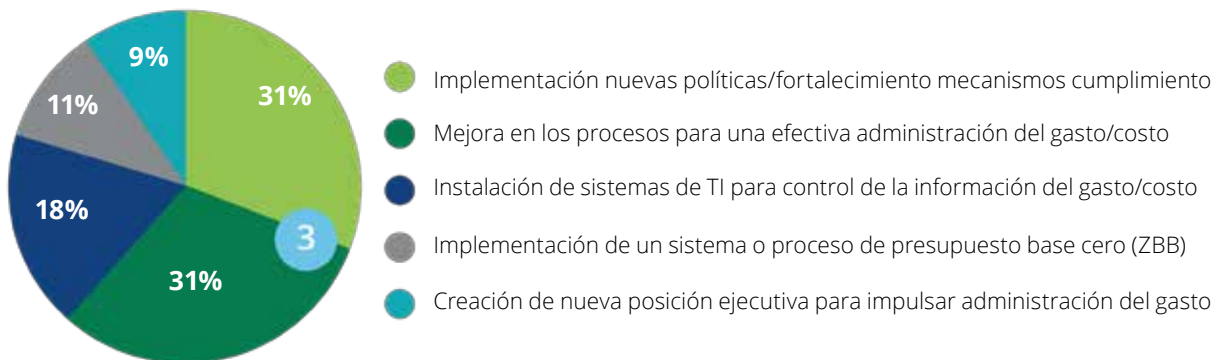 9%
31%
11%
18%
3
31%
Implementación nuevas políticas/fortalecimiento mecanismos cumplimiento
Mejora en los procesos para una efectiva administración del gasto/costo
Instalación de sistemas de TI para control de la información del gasto/costo
Implementación de un sistema o proceso de presupuesto base cero (ZBB)
Creación de nueva posición ejecutiva para impulsar administración del gasto